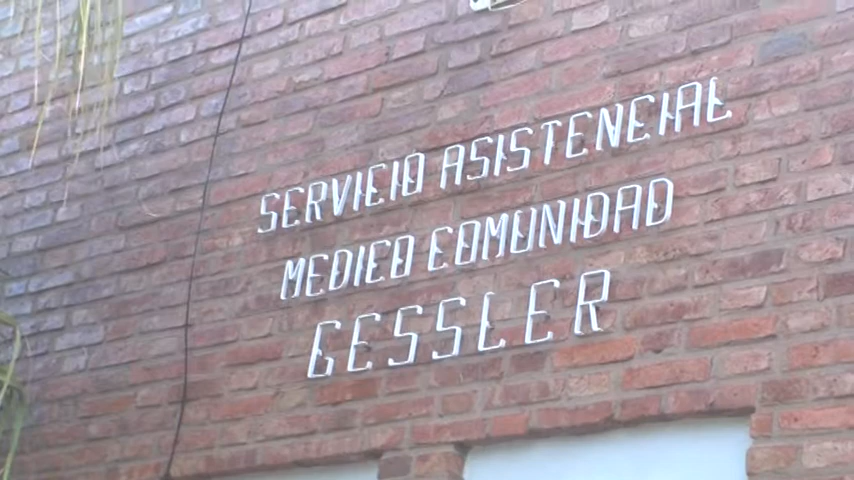 SERVICIO ASISTENCIAL
MEDICO COMUNIDAD
GESSLER